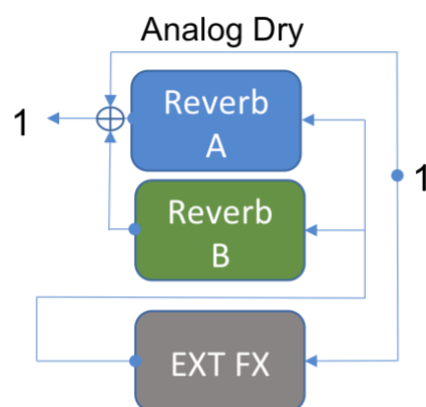 Analog Dry
Reverb
A
1
1
Reverb
B
EXT FX